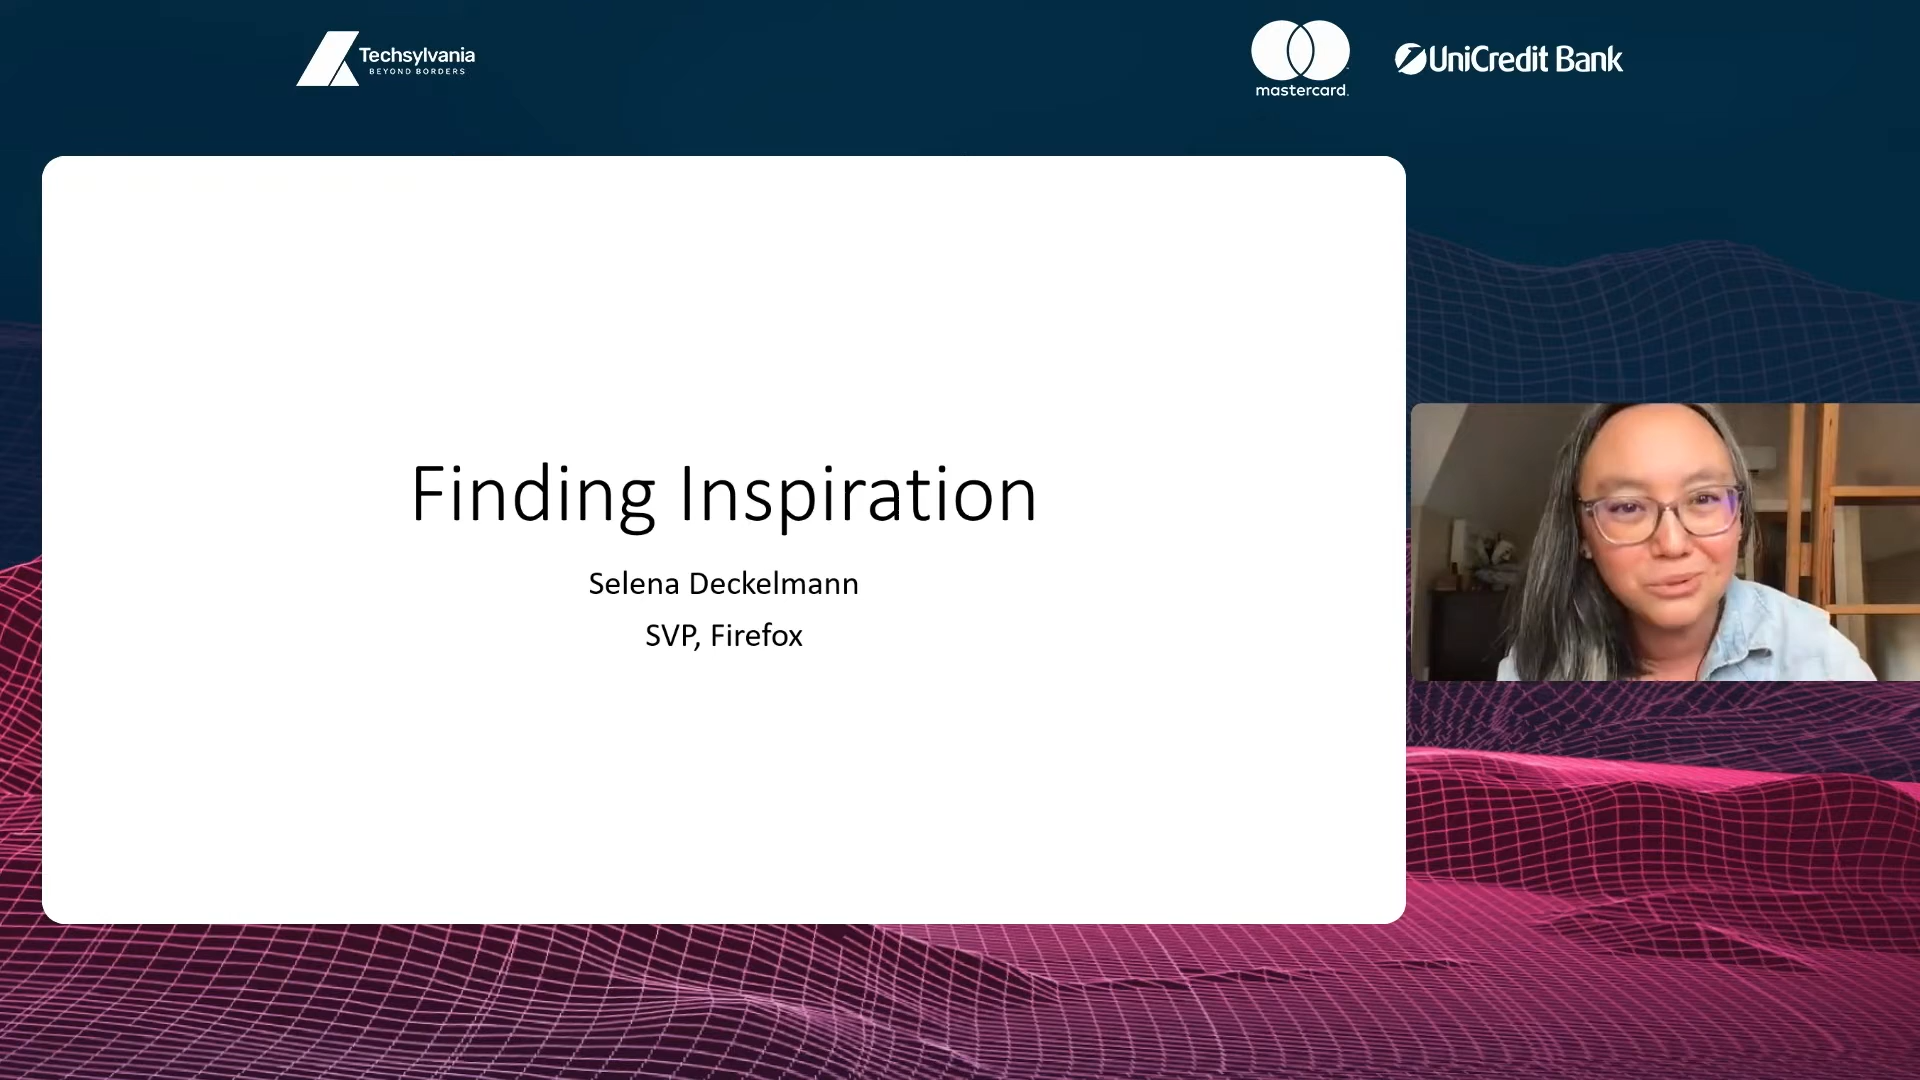 Techsylvania
BEYOND BORDERS
mastercard.
UniCredit Bank
Finding Inspiration
Selena Deckelmann
SVP, Firefox